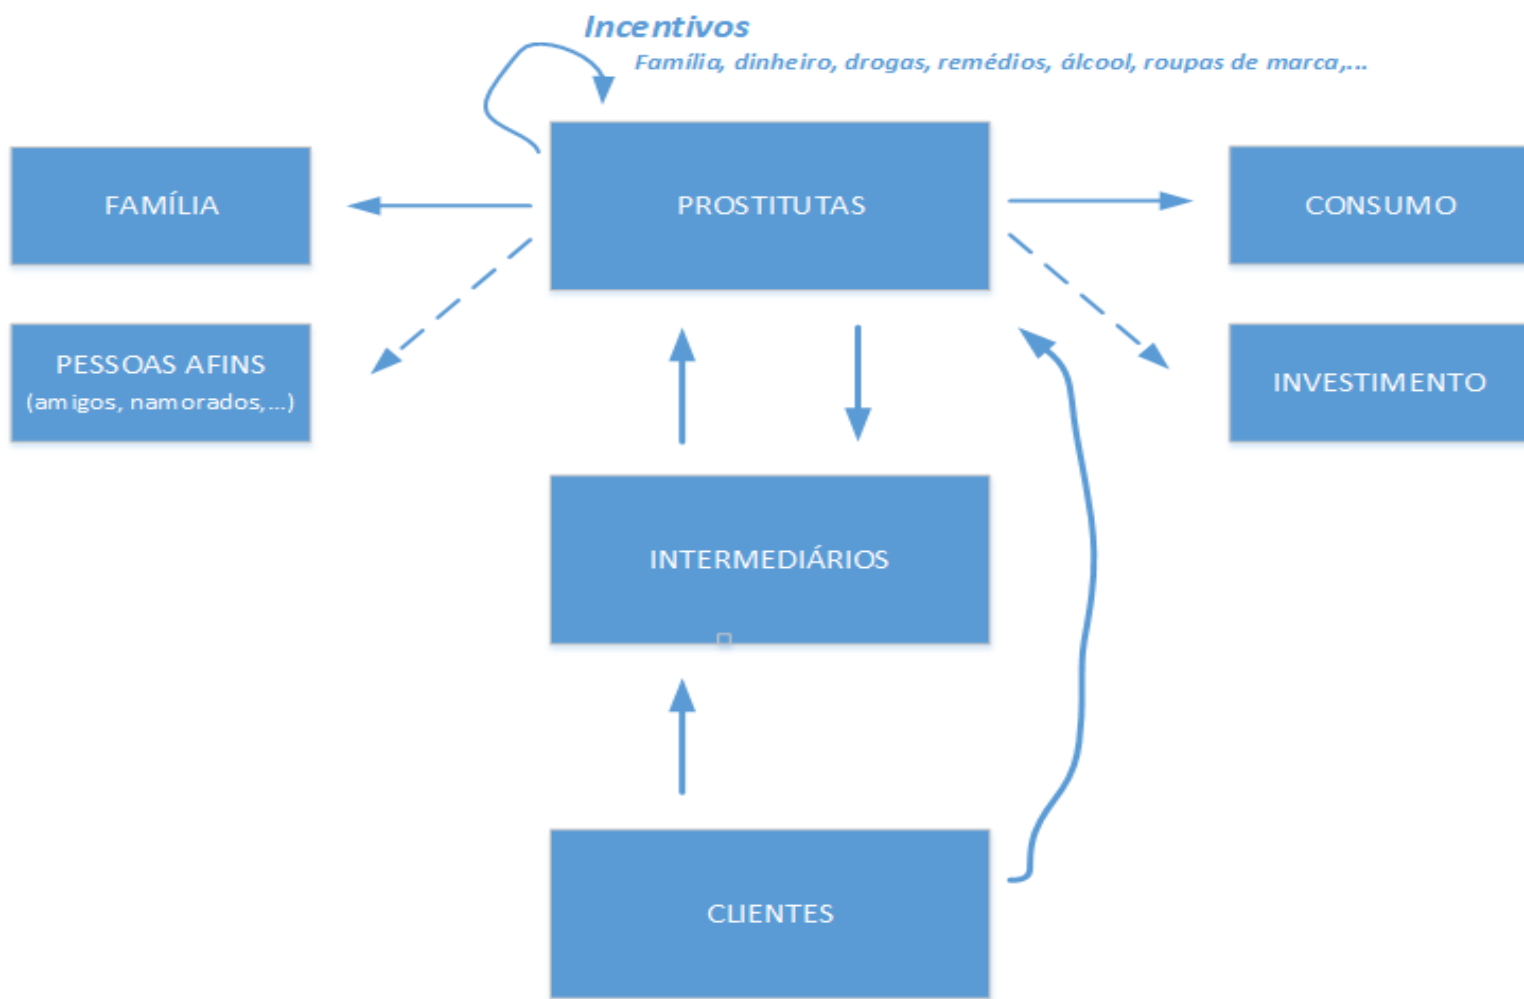 Incentivos
Família, dinheiro, drogas, remédios, álcool, roupas de marca,...
FAMÍLIA
PROSTITUTAS
CONSUMO
PESSOAS AFINS
(amigos, namorados,...)
INVESTIMENTO
INTERMEDIÁRIOS
CLIENTES